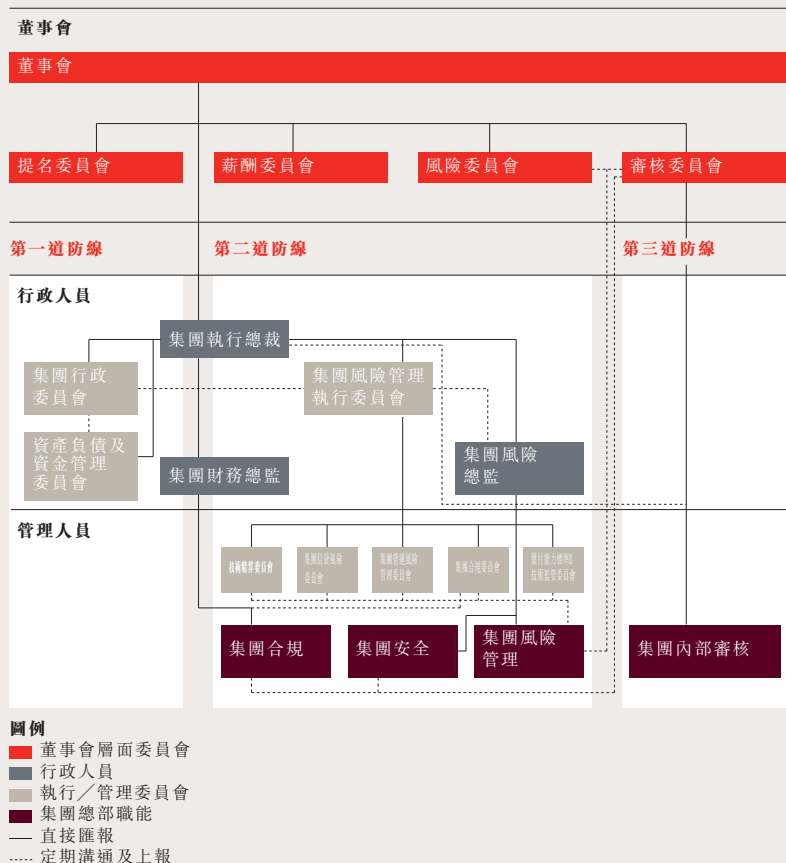 董事會
董事會
提名委員會
薪酬委員會
風險委員會
審核委員會
第一道防線
第二道防線
第三道防線
行政人員
集團執行總裁
集團行政
委員會
集團風險管理
執行委員會
資產負債及
資金管理
委員會
集團財務總監
集團風險
總監
管理人員
技術精算委員會
集團信貸風險
委員會
集團營運風險
管理委員會
集團合規委員會
技術監管委員會
集團合規
集團安全
集團風險
管理
集團內部審核
圖例
董事會層面委員會
行政人員
執行／管理委員會
集團總部職能
直接匯報
定期溝通及上報